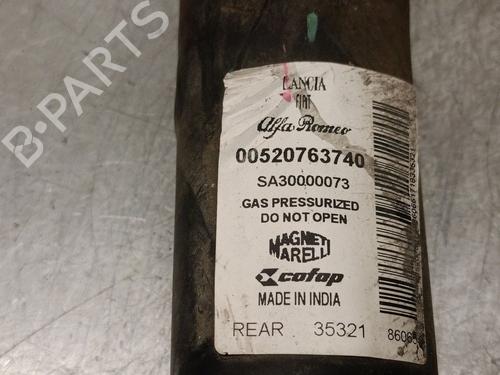 LANCIA
FIAT
Alfa Romeo
00520763740
SA30000073
GAS PRESSURIZED
DO NOT OPEN
MAGNETI
MARELLI
cofap
MADE IN INDIA
REAR 35321
B-PARTS